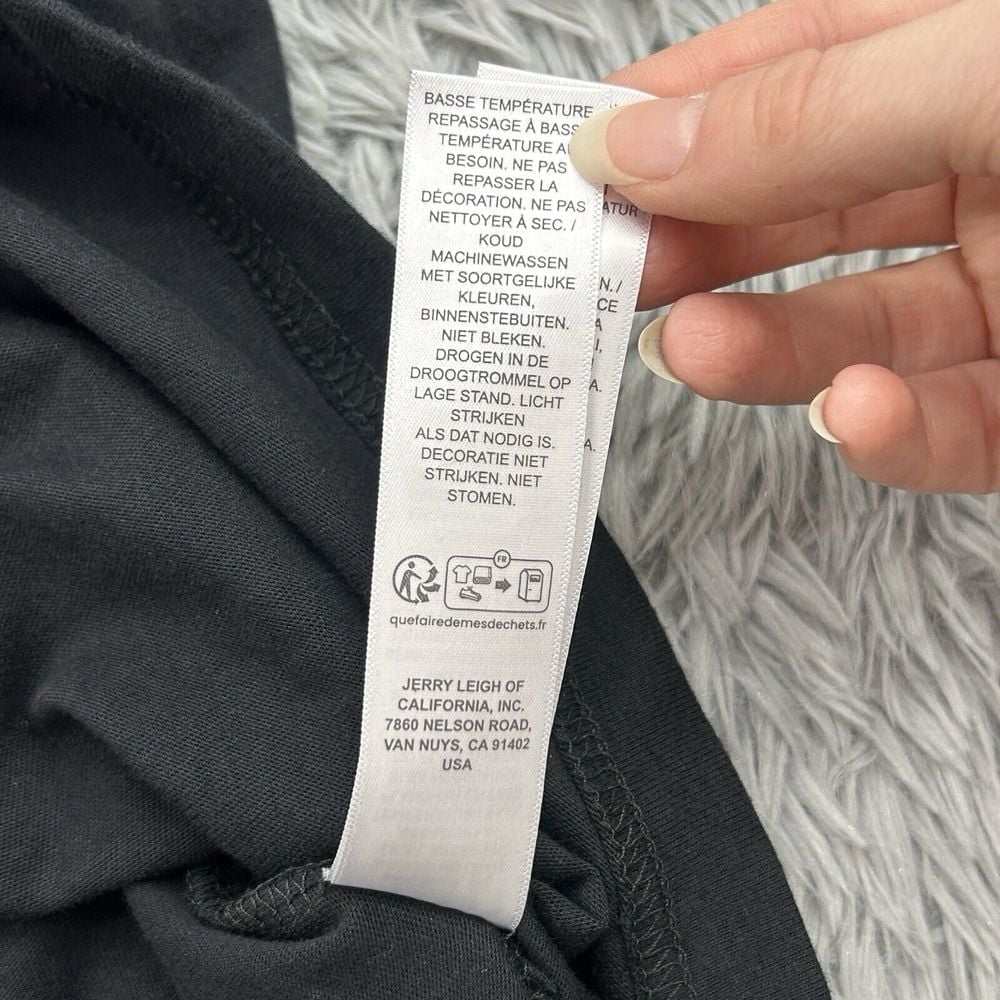 BASSE TEMPÉRATURE
REPASSAGE À
TEMPÉRATURE
BESOIN. NE PAS
REPASSER LA
DÉCORATION. NE PAS
NETTOYER À SEC. /
KOUD
MACHINEWASSEN
MET SOORTGELIJKE
KLEUREN,
BINNENSTEBUITEN.
NIET BLEKEN.
DROGEN IN DE
DROOGTROMMEL OP
LAGE STAND. LICHT
STRIJKEN
ALS DAT NODIG IS.
DECORATIE NIET
STRIJKEN. NIET
STOMEN.
FR
quefairedemesdechets.fr
JERRY LEIGH OF
CALIFORNIA, INC.
7860 NELSON ROAD,
VAN NUYS, CA 91402
USA